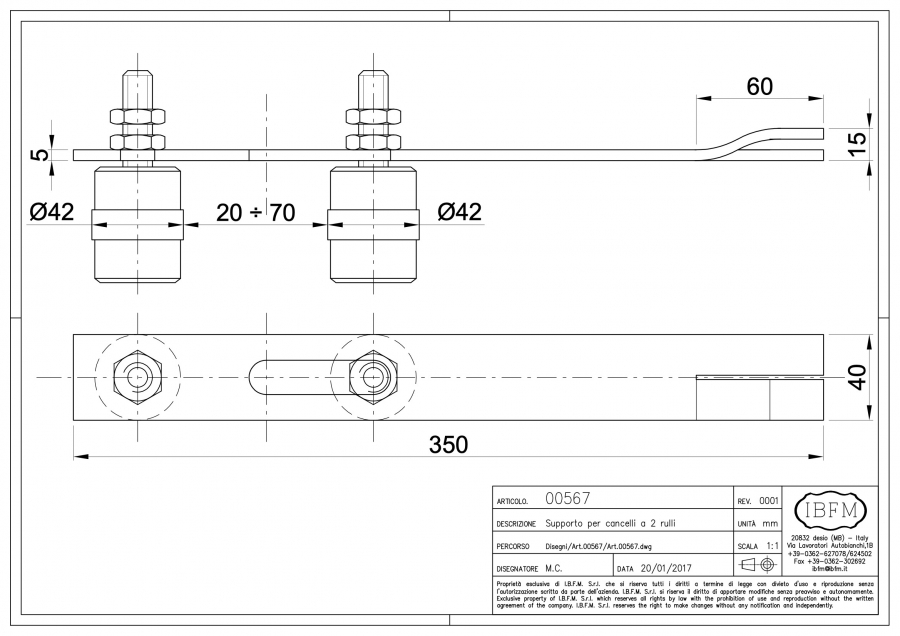 60
5
15
Ø42
20 ÷ 70
Ø42
40
350
ARTICOLO. 00567
REV. 0001
DESCRIZIONE Supporto per cancelli a 2 rulli
UNITÀ mm
PERCORSO Disegni/Art.00567/Art.00567.dwg
SCALA 1:1
DISEGNATORE M.C.
DATA 20/01/2017
IBFM
20832 desio (MB) - Italy
Via Lavoratori Autobianchi,1B
+39-0362-627078/624502
Fax +39-0362-302692
ibfm@ibfm.it
Proprietà esclusiva di I.B.F.M. S.r.l. che si riserva tutti i diritti a termine di legge con divieto d'uso e riproduzione senza
l'autorizzazione scritta da parte dell'azienda. I.B.F.M. S.r.l. si riserva il diritto di apportare modifiche senza preavviso e autonomamente.
Exclusive property of I.B.F.M. S.r.l. which reserves all rights by law with the prohibition of use and reproduction without the written
agreement of the company. I.B.F.M. S.r.l. reserves the right to make changes without any notification and independently.